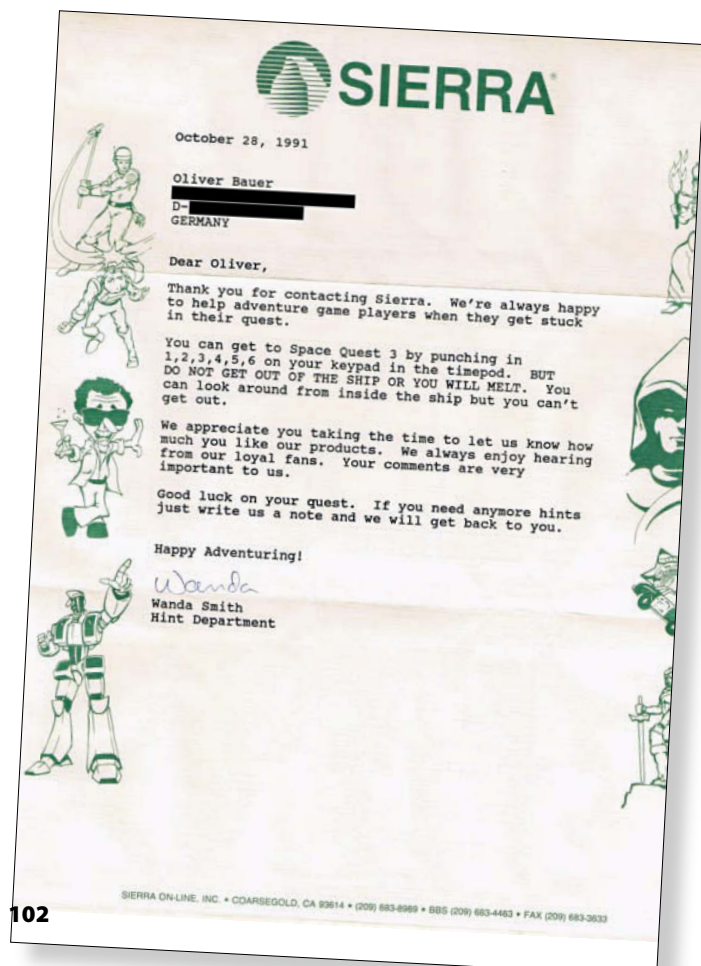 SIERRA®
October 28, 1991
Oliver Bauer
D-
GERMANY
Dear Oliver,
Thank you for contacting Sierra.  We're always happy
to help adventure game players when they get stuck
in their quest.
You can get to Space Quest 3 by punching in
1,2,3,4,5,6 on your keypad in the timepod.  BUT
DO NOT GET OUT OF THE SHIP OR YOU WILL MELT.  You
can look around from inside the ship but you can't
get out.
We appreciate you taking the time to let us know how
much you like our products.  We always enjoy hearing
from our loyal fans.  Your comments are very
important to us.
Good luck on your quest.  If you need anymore hints
just write us a note and we will get back to you.
Happy Adventuring!
Wanda
Wanda Smith
Hint Department
SIERRA ON-LINE, INC. • COARSEGOLD, CA 93614 • (209) 683-8989 • BBS (209) 683-4463 • FAX (209) 683-3633
102